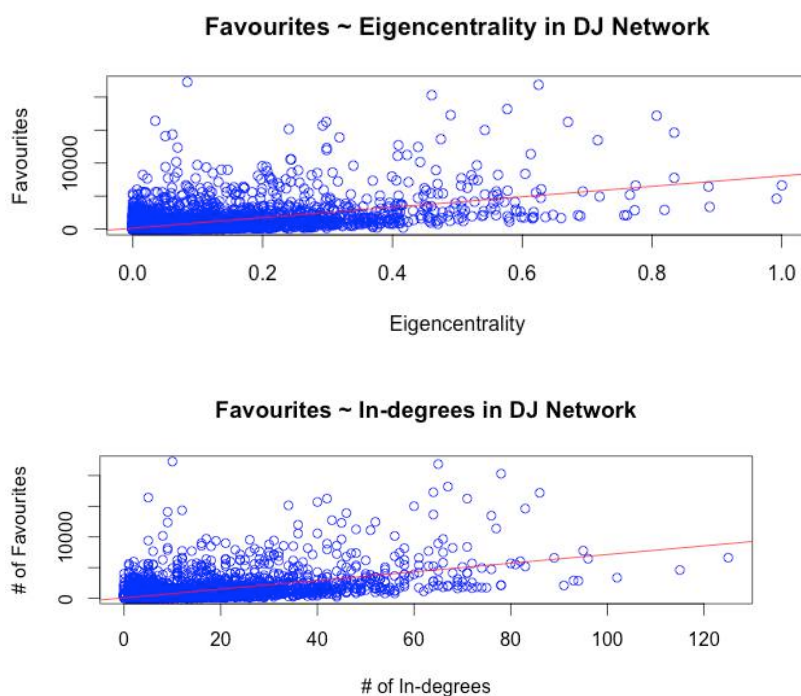 Favourites ~ Eigencentrality in DJ Network
Favourites
10000
0
0.0 0.2 0.4 0.6 0.8 1.0
Eigencentrality
Favourites ~ In-degrees in DJ Network
# of Favourites
10000
0
0 20 40 60 80 100 120
# of In-degrees